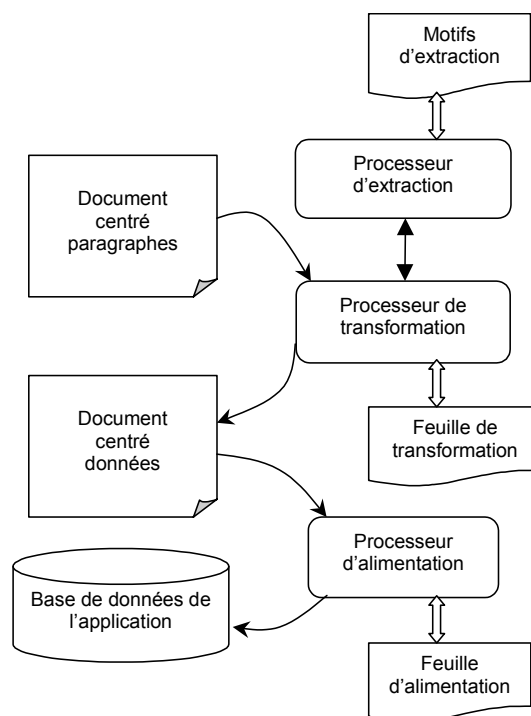 Motifs
d'extraction
Processeur
d'extraction
Document
centré
paragraphes
Processeur de
transformation
Document
centré
données
Feuille de
transformation
Processeur
d'alimentation
Base de données de
l'application
Feuille
d'alimentation